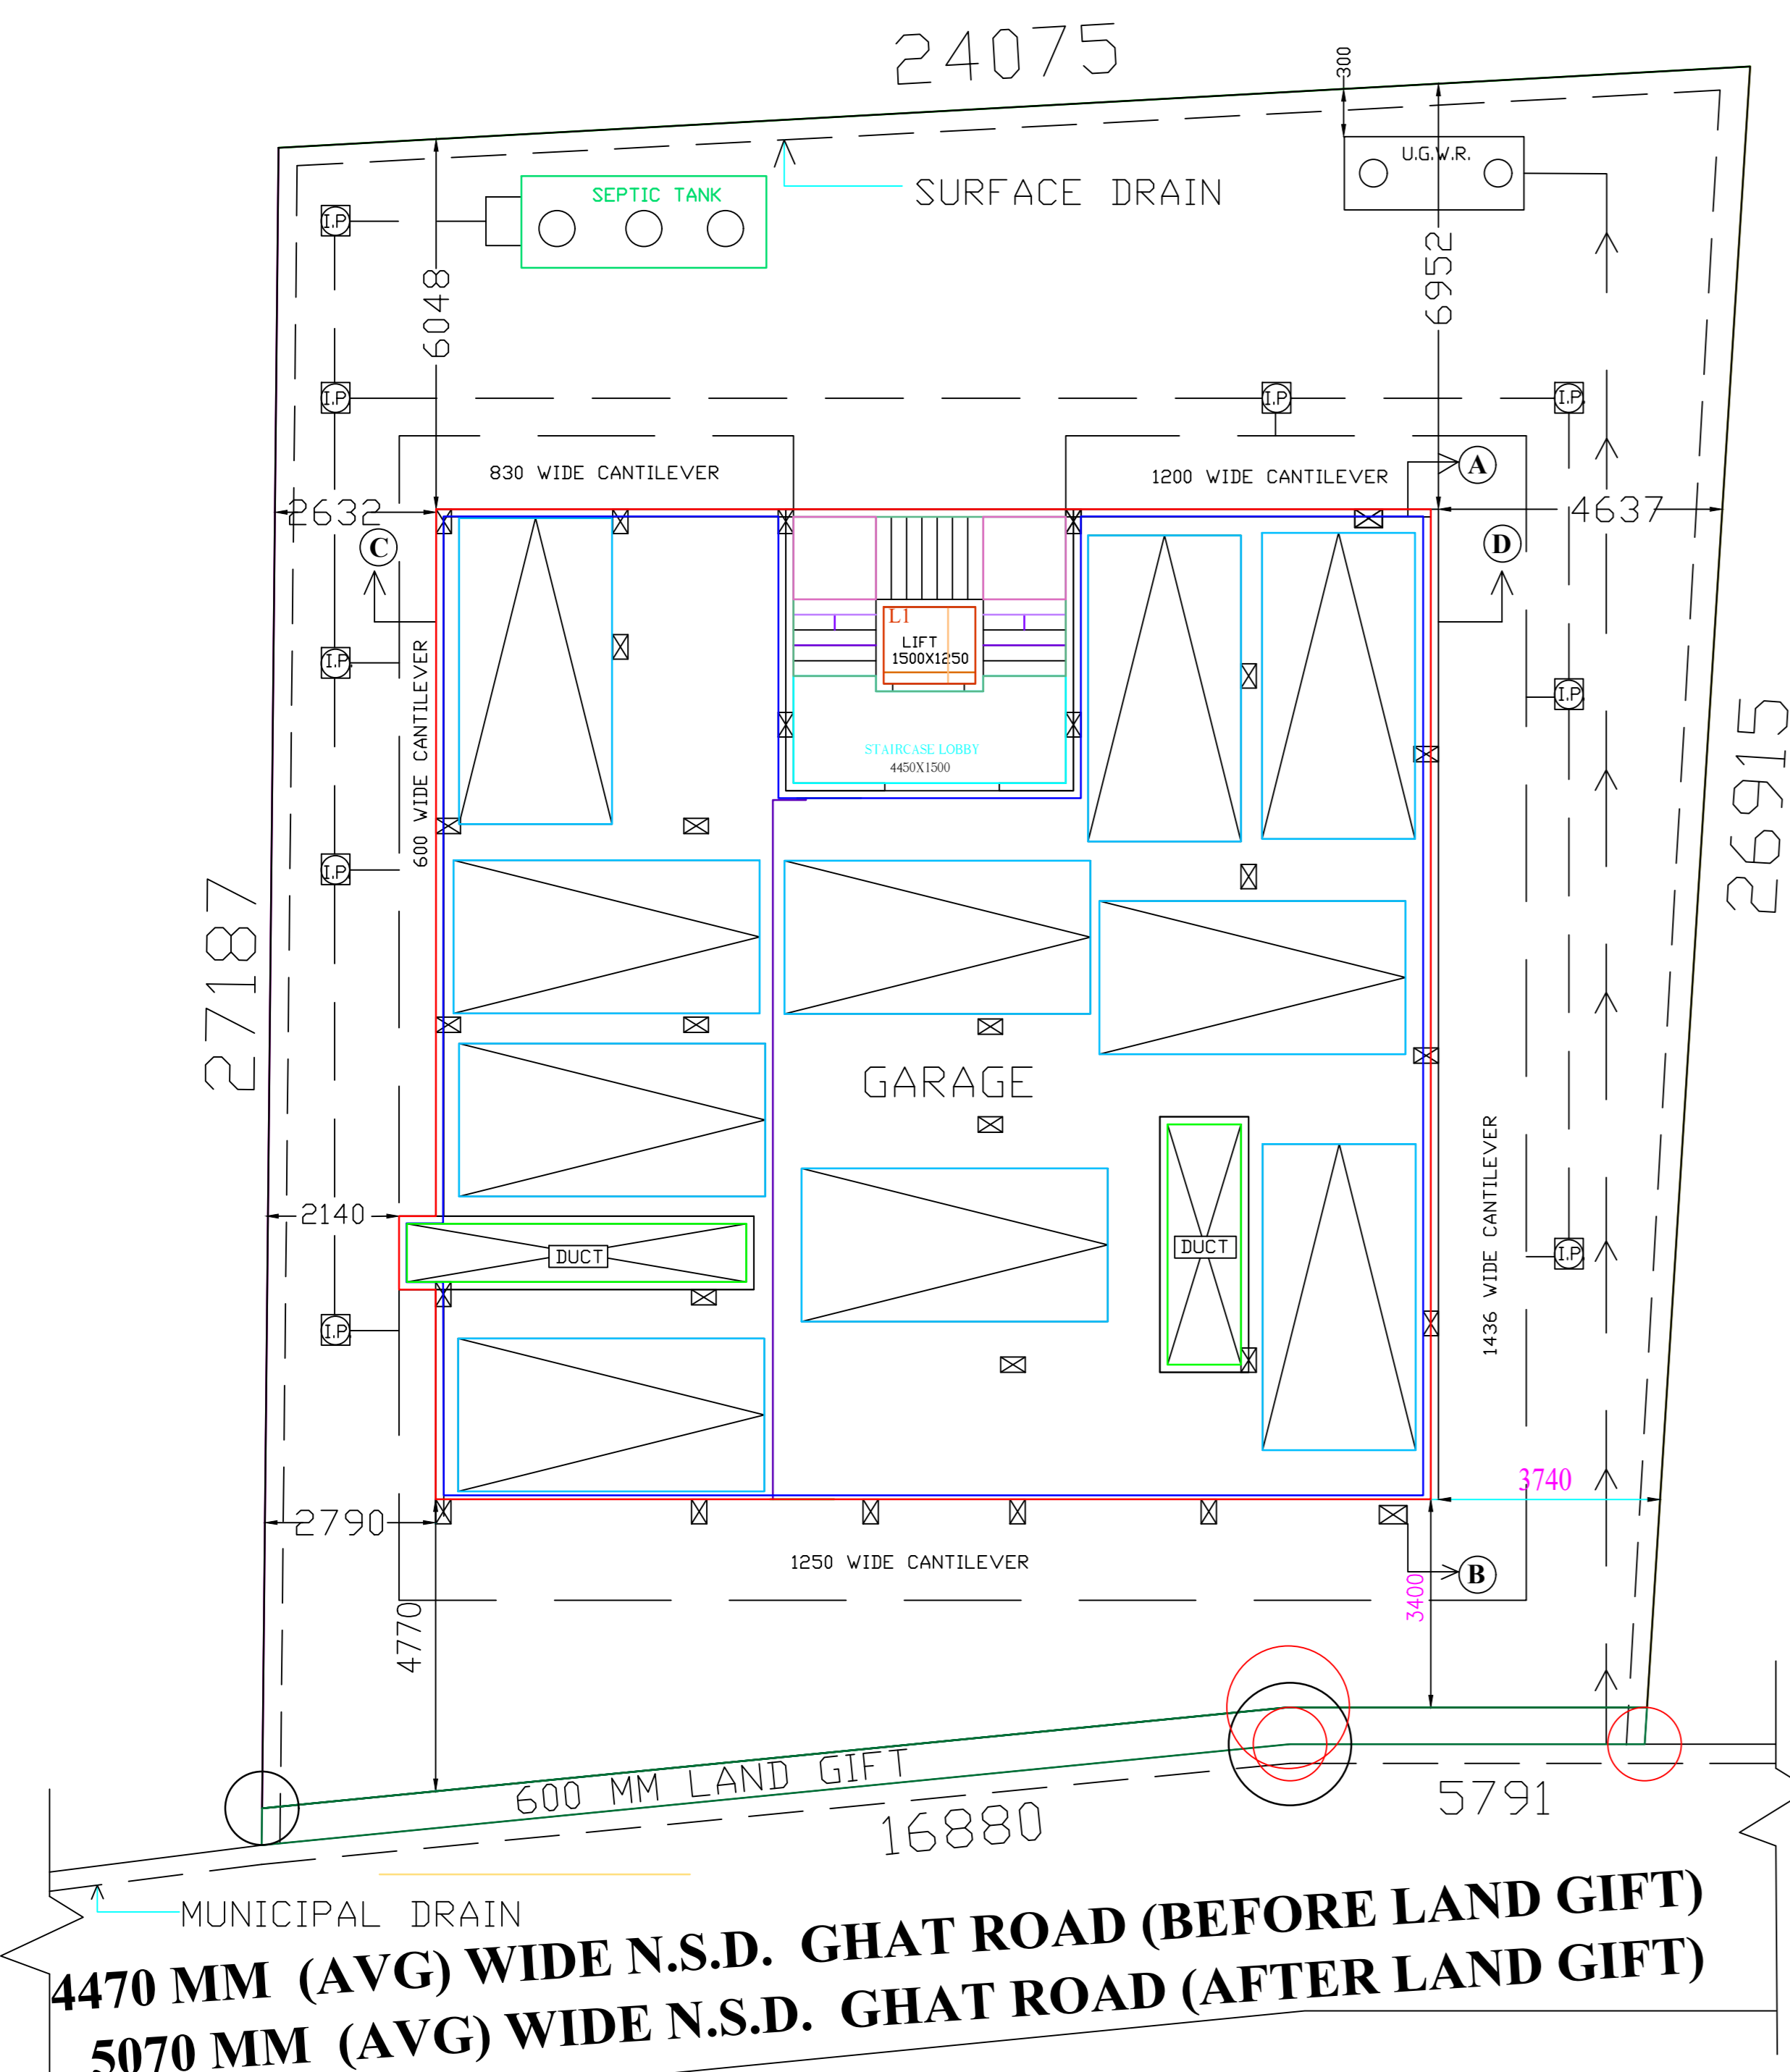 24075
300
U.G.W.R.
SEPTIC TANK
SURFACE DRAIN
I.P
6048
6952
I.P
I.P
I.P.
830 WIDE CANTILEVER
1200 WIDE CANTILEVER
A
2632
4637
C
D
L1
LIFT
1500X1250
I.P.
I.P.
600 WIDE CANTILEVER
STAIRCASE LOBBY
4450X1500
26915
I.P
27187
GARAGE
2140
DUCT
DUCT
I.P.
1436 WIDE CANTILEVER
I.P.
3740
2790
1250 WIDE CANTILEVER
B
3400
4770
600 MM LAND GIFT
5791
16880
MUNICIPAL DRAIN
4470 MM (AVG) WIDE N.S.D. GHAT ROAD (BEFORE LAND GIFT)
5070 MM (AVG) WIDE N.S.D. GHAT ROAD (AFTER LAND GIFT)